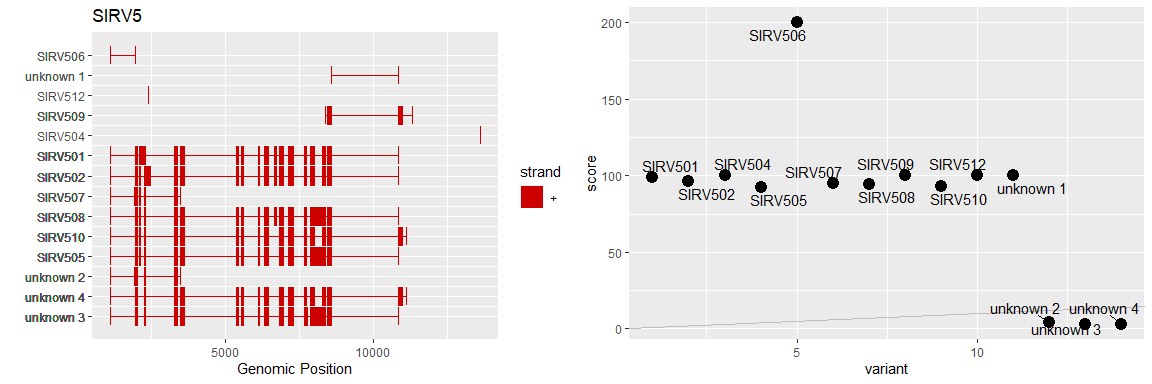 SIRV5
SIRV506
unknown 1
SIRV512
SIRV509
SIRV504
SIRV501
SIRV502
SIRV507
SIRV508
SIRV510
SIRV505
unknown 2
unknown 4
unknown 3
5000 10000
Genomic Position
strand
+
score
200
150
100
50
0
SIRV506
SIRV501 SIRV504 SIRV507 SIRV509 SIRV512
SIRV502 SIRV505 SIRV508 SIRV510 unknown 1
unknown 2 unknown 4
unknown 3
5 10
variant